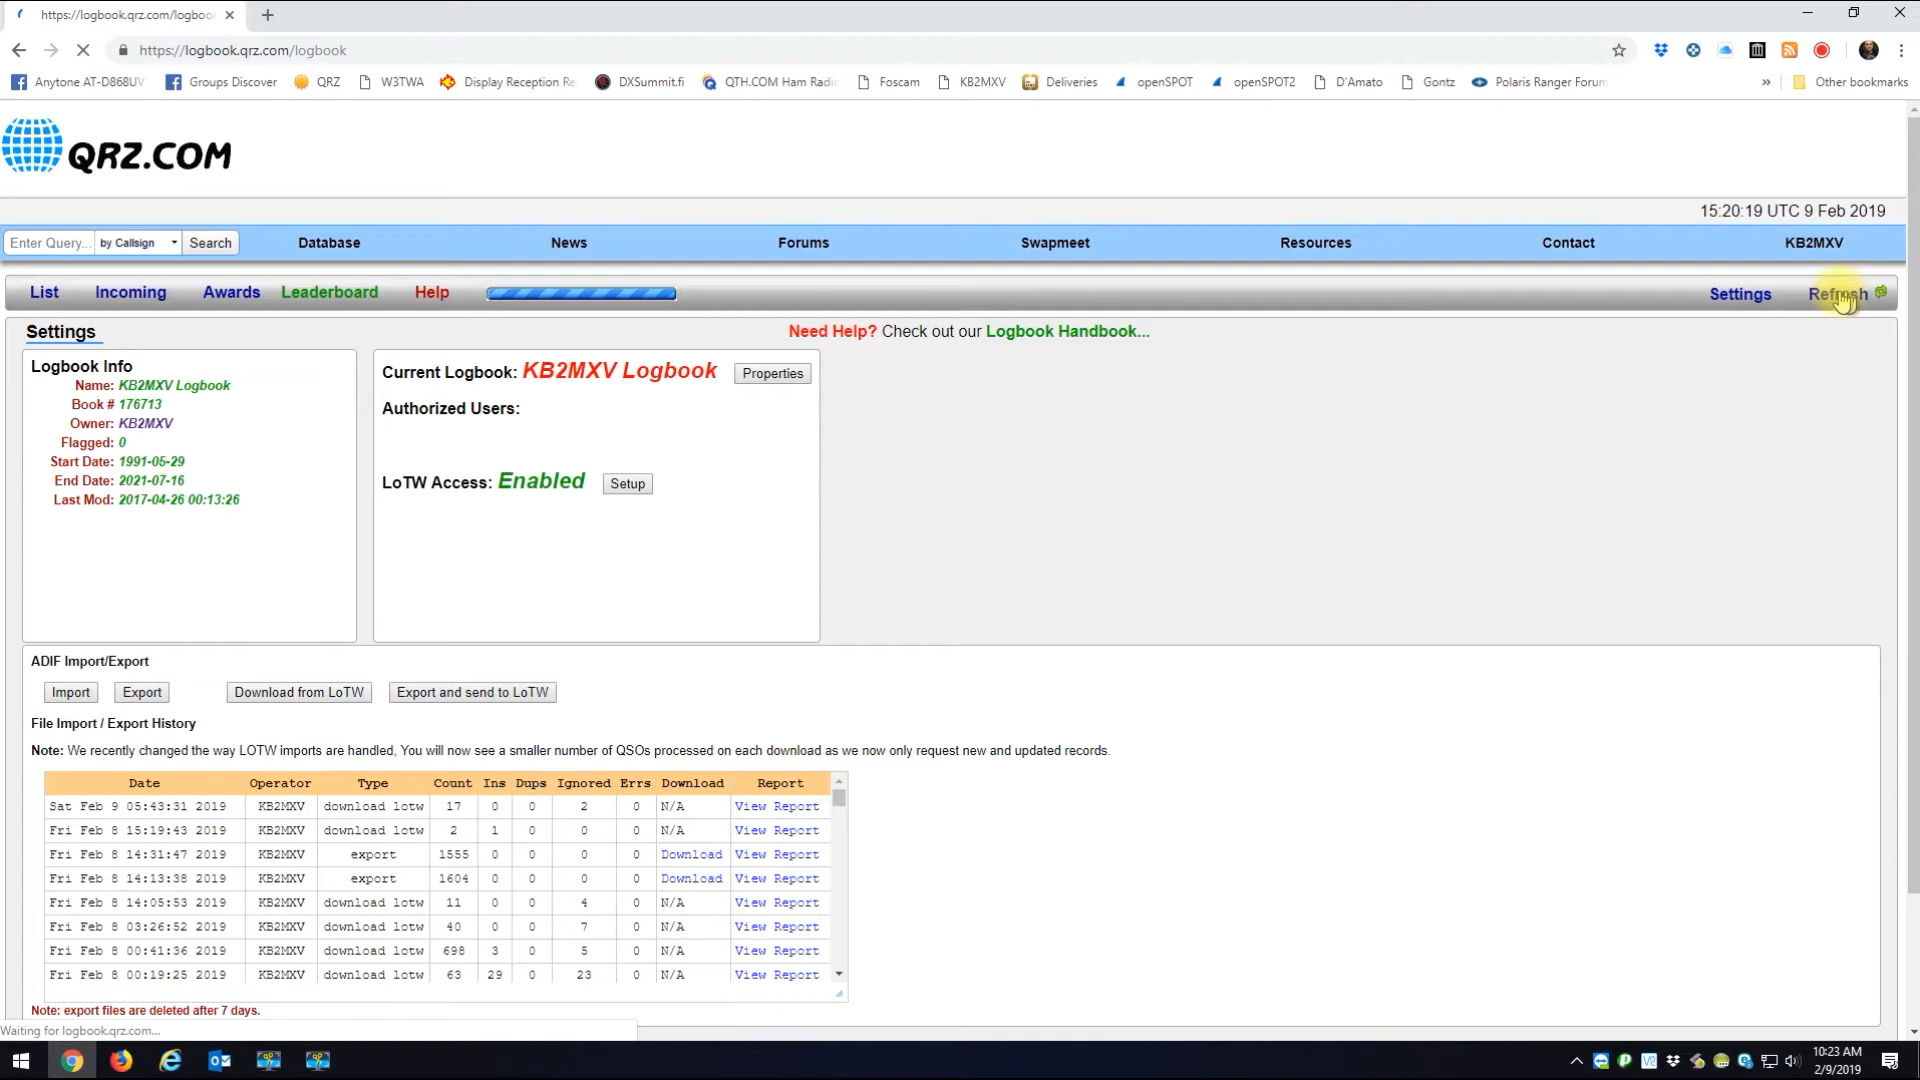 https://logbook.qrz.com/logboo
https://logbook.qrz.com/logbook
Anytone AT-D868UV Groups Discover QRZ W3TWA Display Reception Re DXSummit.fi QTH.COM Ham Radi Foscam KB2MXV Deliveries openSPOT openSPOT2 D'Amato Gontz Polaris Ranger Forum » Other bookmarks
QRZ.COM
15:20:19 UTC 9 Feb 2019
Enter Query... by Callsign Search Database News Forums Swapmeet Resources Contact KB2MXV
List Incoming Awards Leaderboard Help Settings Refresh
Settings Need Help? Check out our Logbook Handbook...
Logbook Info
Name: KB2MXV Logbook
Book # 176713
Owner: KB2MXV
Flagged: 0
Start Date: 1991-05-29
End Date: 2021-07-16
Last Mod: 2017-04-26 00:13:26
Current Logbook: KB2MXV Logbook Properties
Authorized Users:
LoTW Access: Enabled Setup
ADIF Import/Export
Import Export Download from LoTW Export and send to LoTW
File Import / Export History
Note: We recently changed the way LOTW imports are handled, You will now see a smaller number of QSOs processed on each download as we now only request new and updated records.
Date Operator Type Count Ins Dups Ignored Errs Download Report
Sat Feb 9 05:43:31 2019 KB2MXV download lotw 17 0 0 2 0 N/A View Report
Fri Feb 8 15:19:43 2019 KB2MXV download lotw 2 1 0 0 0 N/A View Report
Fri Feb 8 14:31:47 2019 KB2MXV export 1555 0 0 0 0 Download View Report
Fri Feb 8 14:13:38 2019 KB2MXV export 1604 0 0 0 0 Download View Report
Fri Feb 8 14:05:53 2019 KB2MXV download lotw 11 0 0 4 0 N/A View Report
Fri Feb 8 03:26:52 2019 KB2MXV download lotw 40 0 0 7 0 N/A View Report
Fri Feb 8 00:41:36 2019 KB2MXV download lotw 698 3 0 5 0 N/A View Report
Fri Feb 8 00:19:25 2019 KB2MXV download lotw 63 29 0 23 0 N/A View Report
Note: export files are deleted after 7 days.
Waiting for logbook.qrz.com...
10:23 AM
2/9/2019